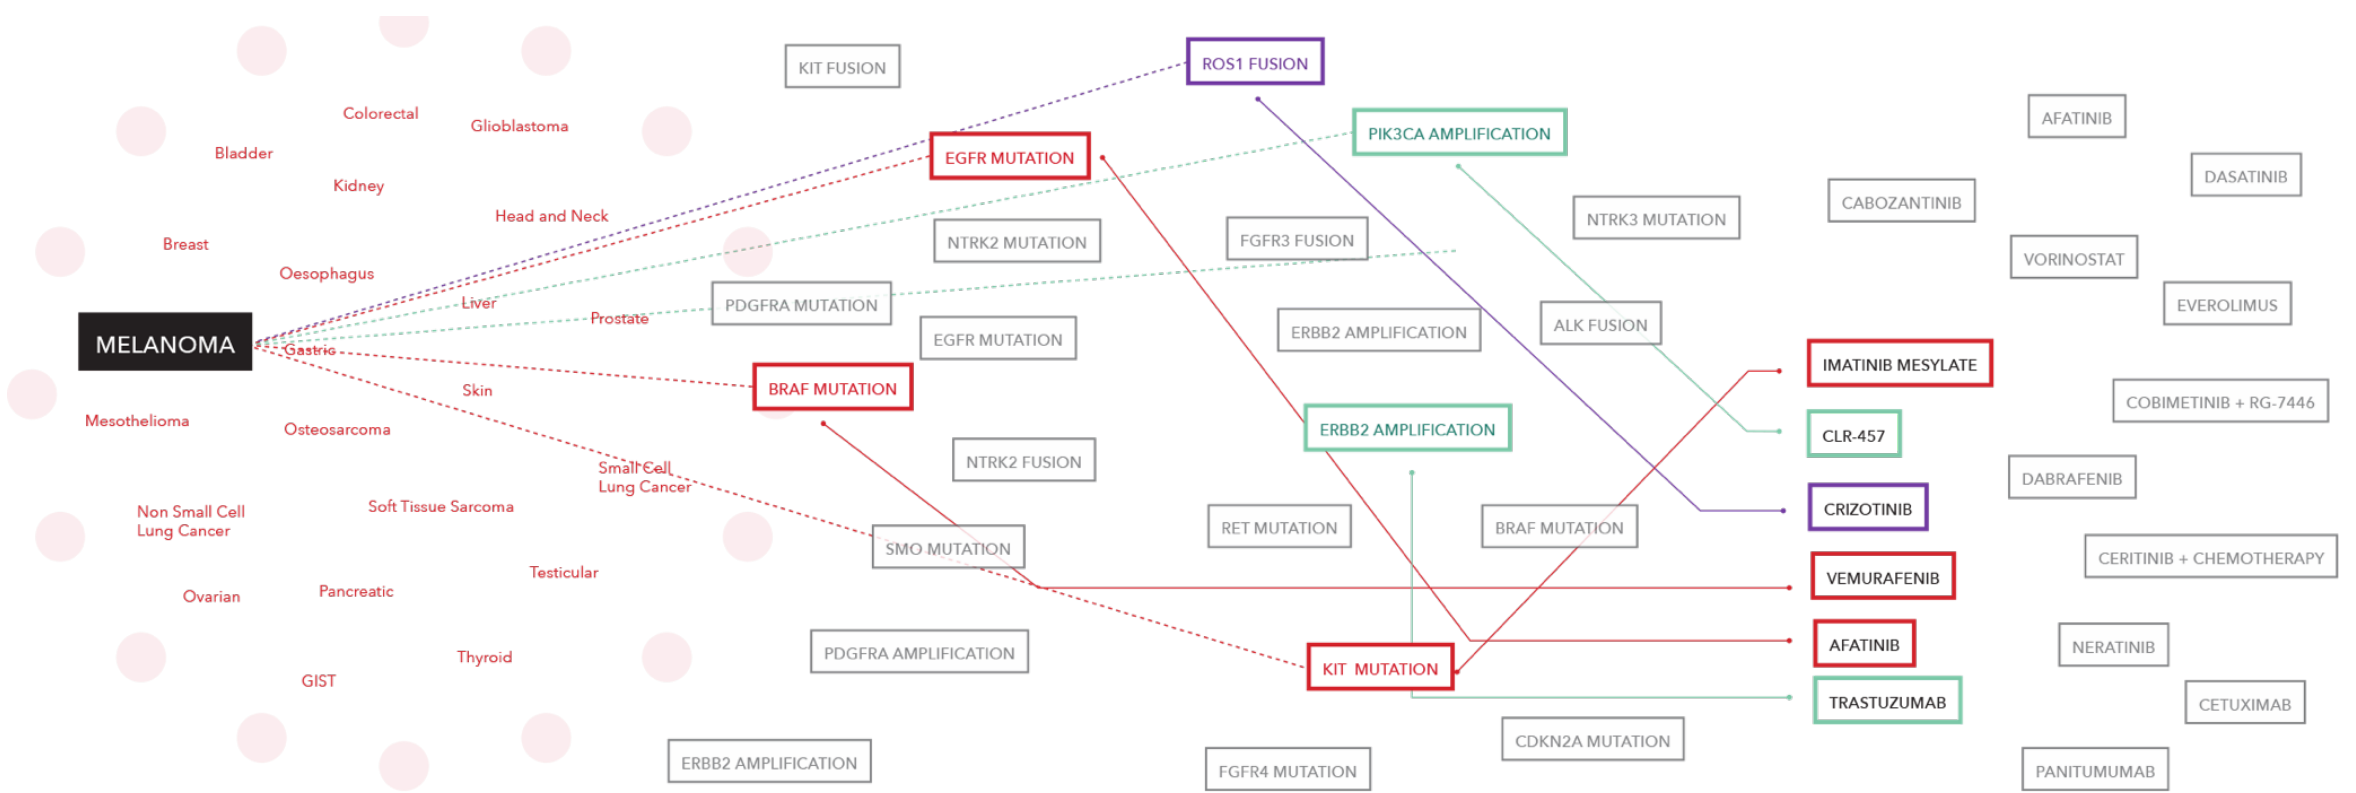 KIT FUSION
ROS1 FUSION
Colorectal
Glioblastoma
AFATINIB
PIK3CA AMPLIFICATION
Bladder
EGFR MUTATION
Kidney
DASATINIB
CABOZANTINIB
Head and Neck
NTRK3 MUTATION
Breast
NTRK2 MUTATION
FGFR3 FUSION
VORINOSTAT
Oesophagus
Liver
PDGFRA MUTATION
EVEROLIMUS
Prostate
ERBB2 AMPLIFICATION
ALK FUSION
MELANOMA
EGFR MUTATION
Gastric
IMATINIB MESYLATE
Skin
BRAF MUTATION
COBIMETINIB + RG-7446
Mesothelioma
Osteosarcoma
ERBB2 AMPLIFICATION
CLR-457
NTRK2 FUSION
Small Cell
Lung Cancer
DABRAFENIB
Soft Tissue Sarcoma
Non Small Cell
Lung Cancer
CRIZOTINIB
RET MUTATION
BRAF MUTATION
SMO MUTATION
CERITINIB + CHEMOTHERAPY
Testicular
VEMURAFENIB
Pancreatic
Ovarian
AFATINIB
NERATINIB
PDGFRA AMPLIFICATION
Thyroid
KIT MUTATION
GIST
TRASTUZUMAB
CETUXIMAB
CDKN2A MUTATION
ERBB2 AMPLIFICATION
FGFR4 MUTATION
PANITUMUMAB